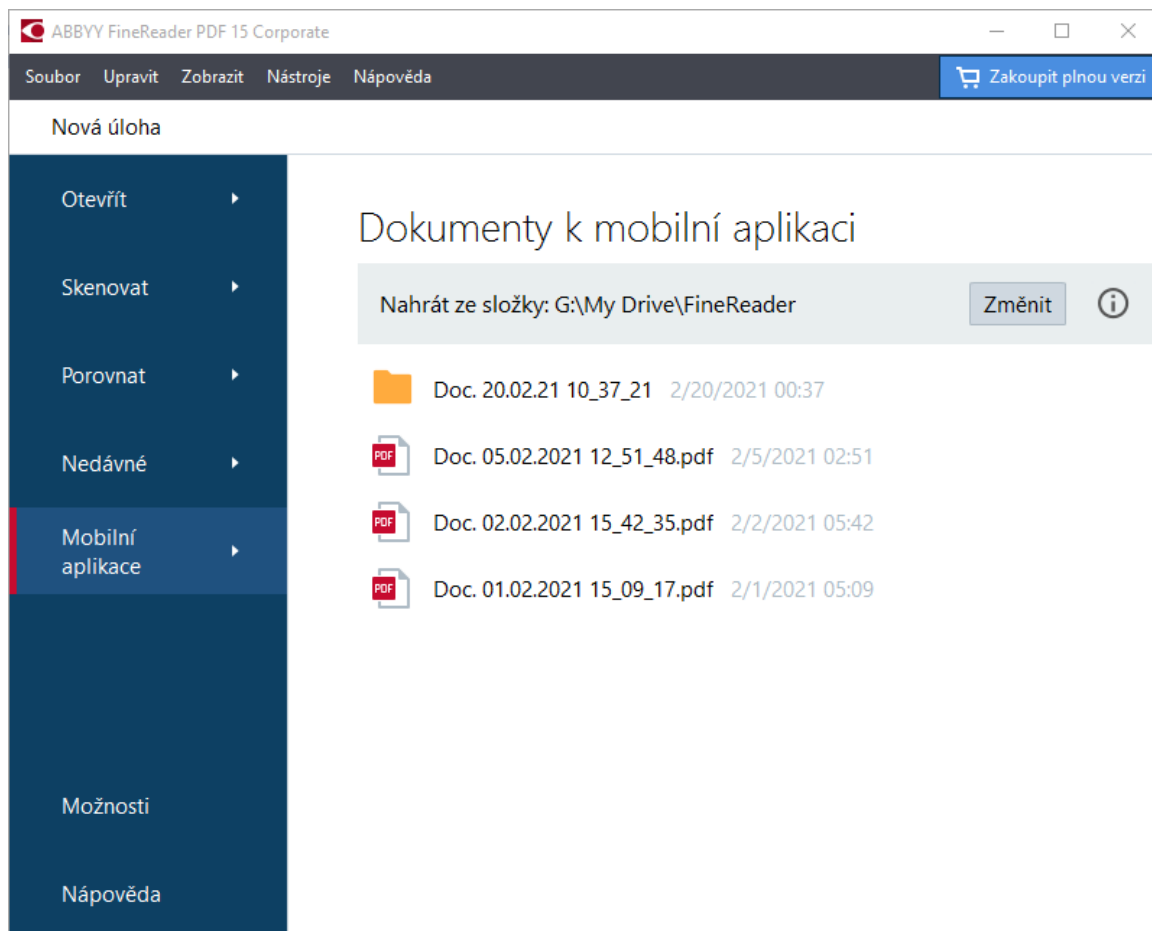 ABBYY FineReader PDF 15 Corporate
Soubor Upravit Zobrazit Nástroje Nápověda Zakoupit plnou verzi
Nová úloha
Otevřít
Skenovat
Porovnat
Nedávné
Mobilní
aplikace
Možnosti
Nápověda
Dokumenty k mobilní aplikaci
Nahrát ze složky: G:\My Drive\FineReader Změnit
Doc. 20.02.21 10_37_21 2/20/2021 00:37
PDF Doc. 05.02.2021 12_51_48.pdf 2/5/2021 02:51
PDF Doc. 02.02.2021 15_42_35.pdf 2/2/2021 05:42
PDF Doc. 01.02.2021 15_09_17.pdf 2/1/2021 05:09